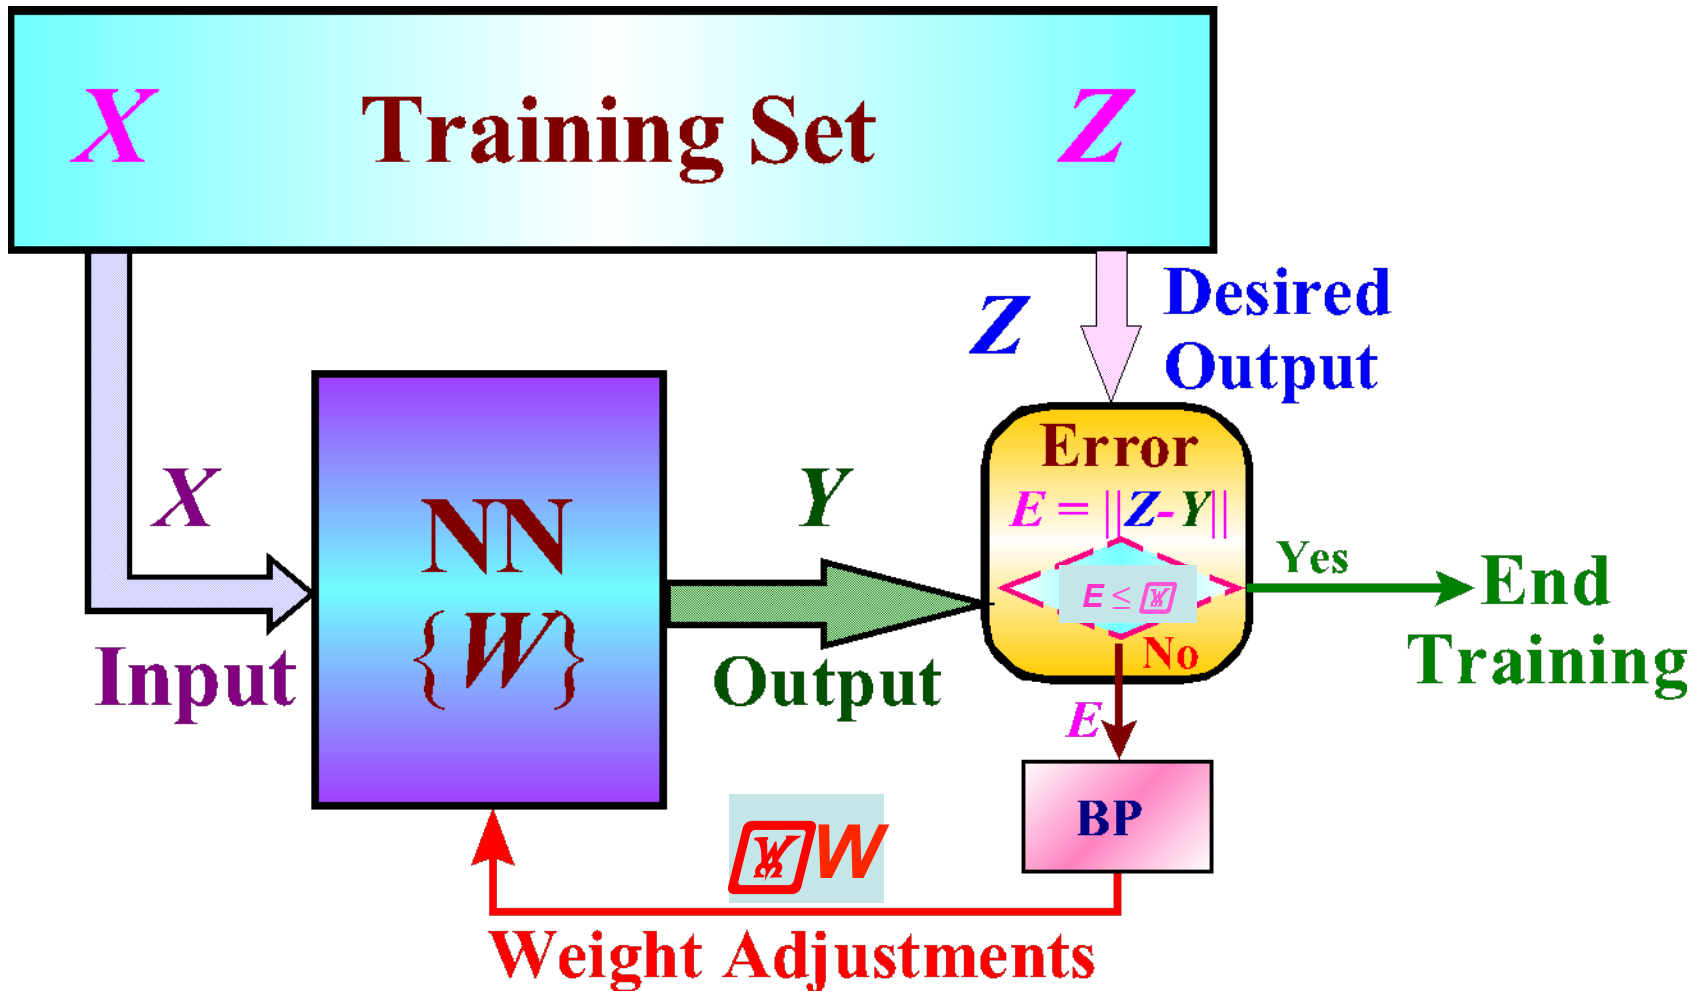 X Training Set Z
Z
Desired
Output
X
Input
NN
{W}
Y
Output
Error
E = ||Z-Y||
E ≤
Yes
No
End
Training
E
BP
W
Weight Adjustments